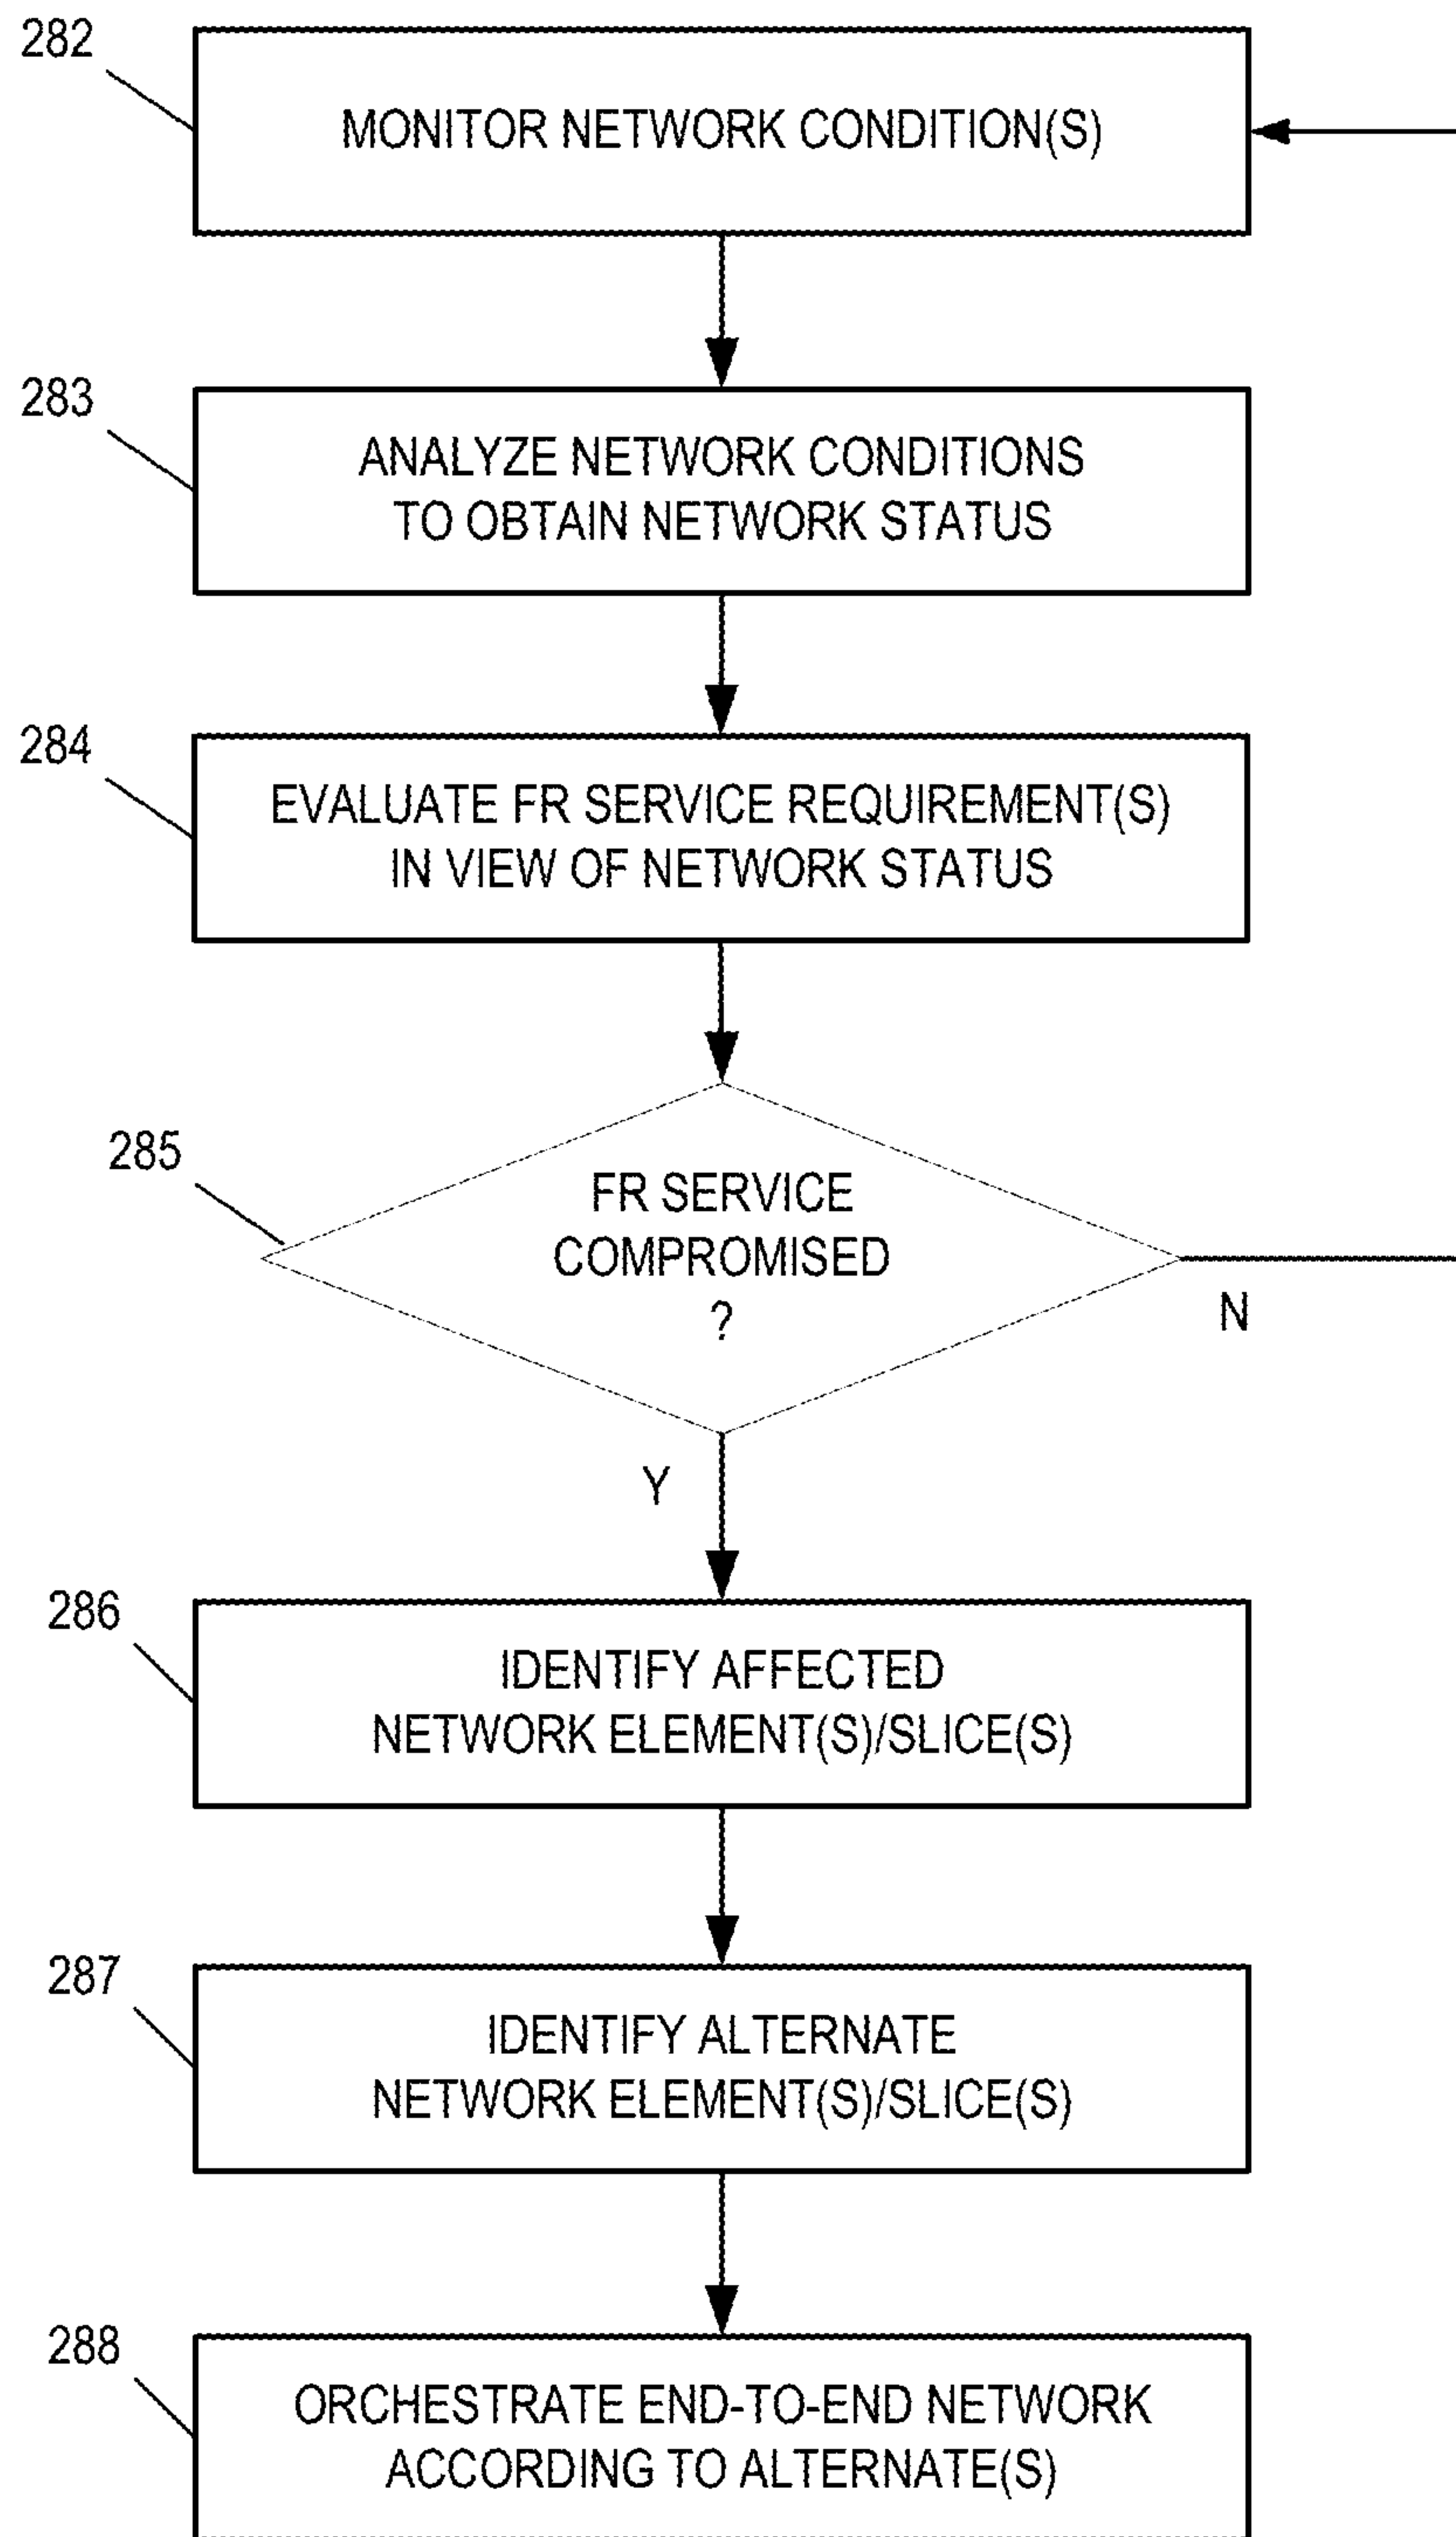 282
MONITOR NETWORK CONDITION(S)
283
ANALYZE NETWORK CONDITIONS
TO OBTAIN NETWORK STATUS
284
EVALUATE FR SERVICE REQUIREMENT(S)
IN VIEW OF NETWORK STATUS
285
FR SERVICE
COMPROMISED
?
N
Y
286
IDENTIFY AFFECTED
NETWORK ELEMENT(S)/SLICE(S)
287
IDENTIFY ALTERNATE
NETWORK ELEMENT(S)/SLICE(S)
288
ORCHESTRATE END-TO-END NETWORK
ACCORDING TO ALTERNATE(S)